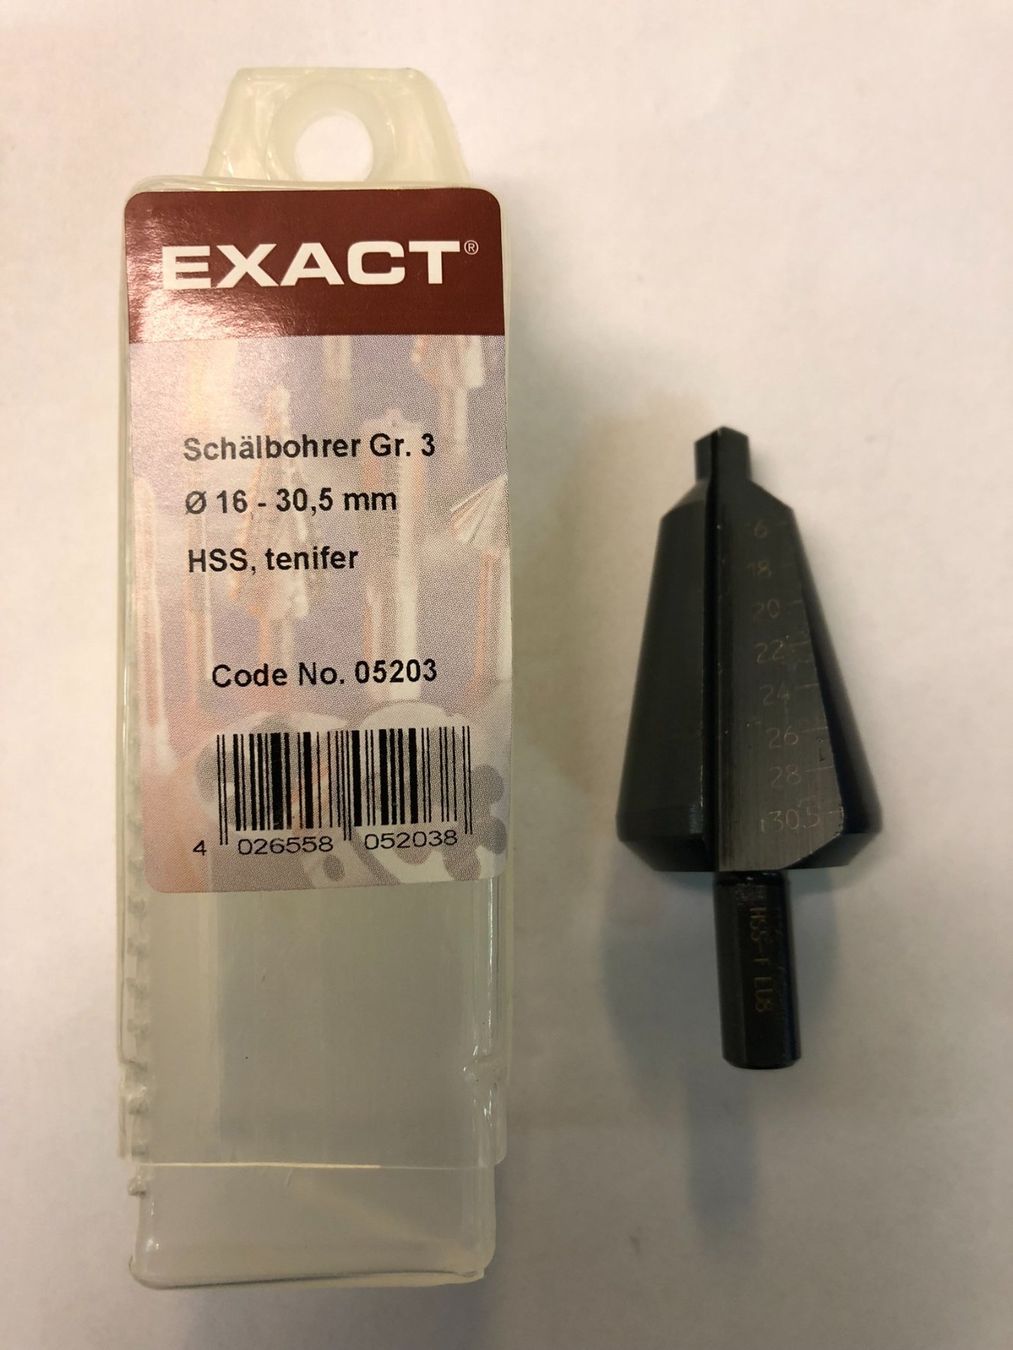 EXACT®
Schälbohrer Gr. 3
Ø 16 - 30,5 mm
HSS, tenifer
Code No. 05203
4 026558 052038
16
18
20
22
24
26
28
30,5
HSS-T